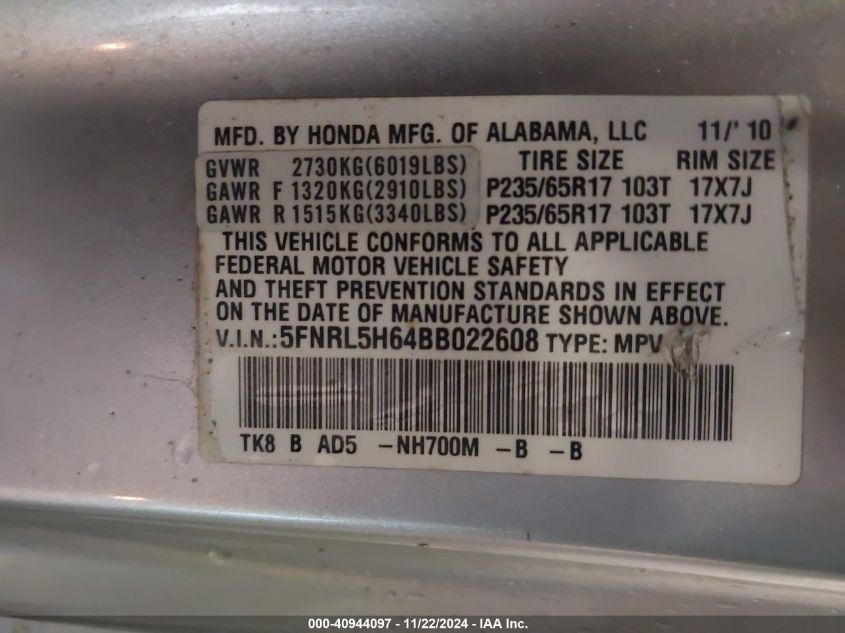 MFD. BY HONDA MFG. OF ALABAMA, LLC 11/'10
GVWR 2730KG(6019LBS) TIRE SIZE RIM SIZE
GAWR F 1320KG(2910LBS) P235/65R17 103T 17X7J
GAWR R 1515KG(3340LBS) P235/65R17 103T 17X7J
THIS VEHICLE CONFORMS TO ALL APPLICABLE
FEDERAL MOTOR VEHICLE SAFETY
AND THEFT PREVENTION STANDARDS IN EFFECT
ON THE DATE OF MANUFACTURE SHOWN ABOVE.
V.I.N.:5FNRL5H64BB022608 TYPE: MPV
TK8 B AD5 -NH700M -B -B
000-40944097 - 11/22/2024 - IAA Inc.